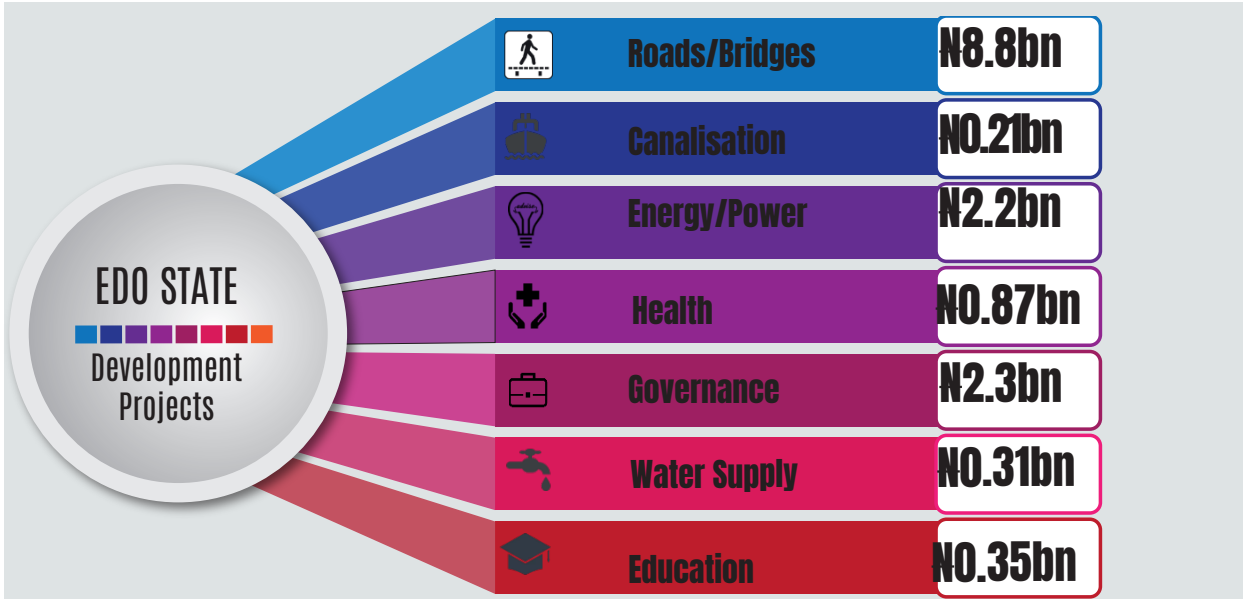 EDO STATE
Development
Projects
Roads/Bridges ₦8.8bn
Canalisation ₦0.21bn
Energy/Power ₦2.2bn
Health ₦0.87bn
Governance ₦2.3bn
Water Supply ₦0.31bn
Education ₦0.35bn